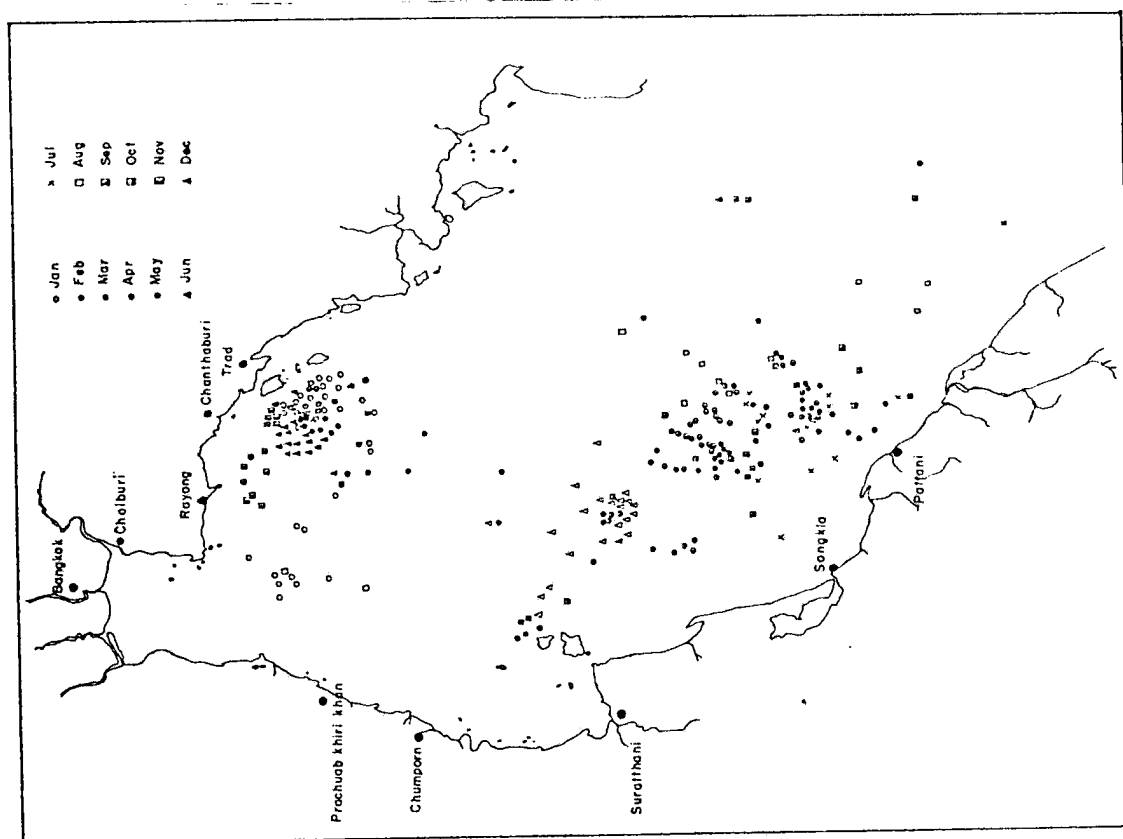 Jan
Feb
Mar
Apr
May
Jun
Jul
Aug
Sep
Oct
Nov
Dec
Bangkok
Cholburi
Rayong
Chanthaburi
Trad
Prachuab khiri khan
Chumporn
Suratthani
Songkla
Pattani